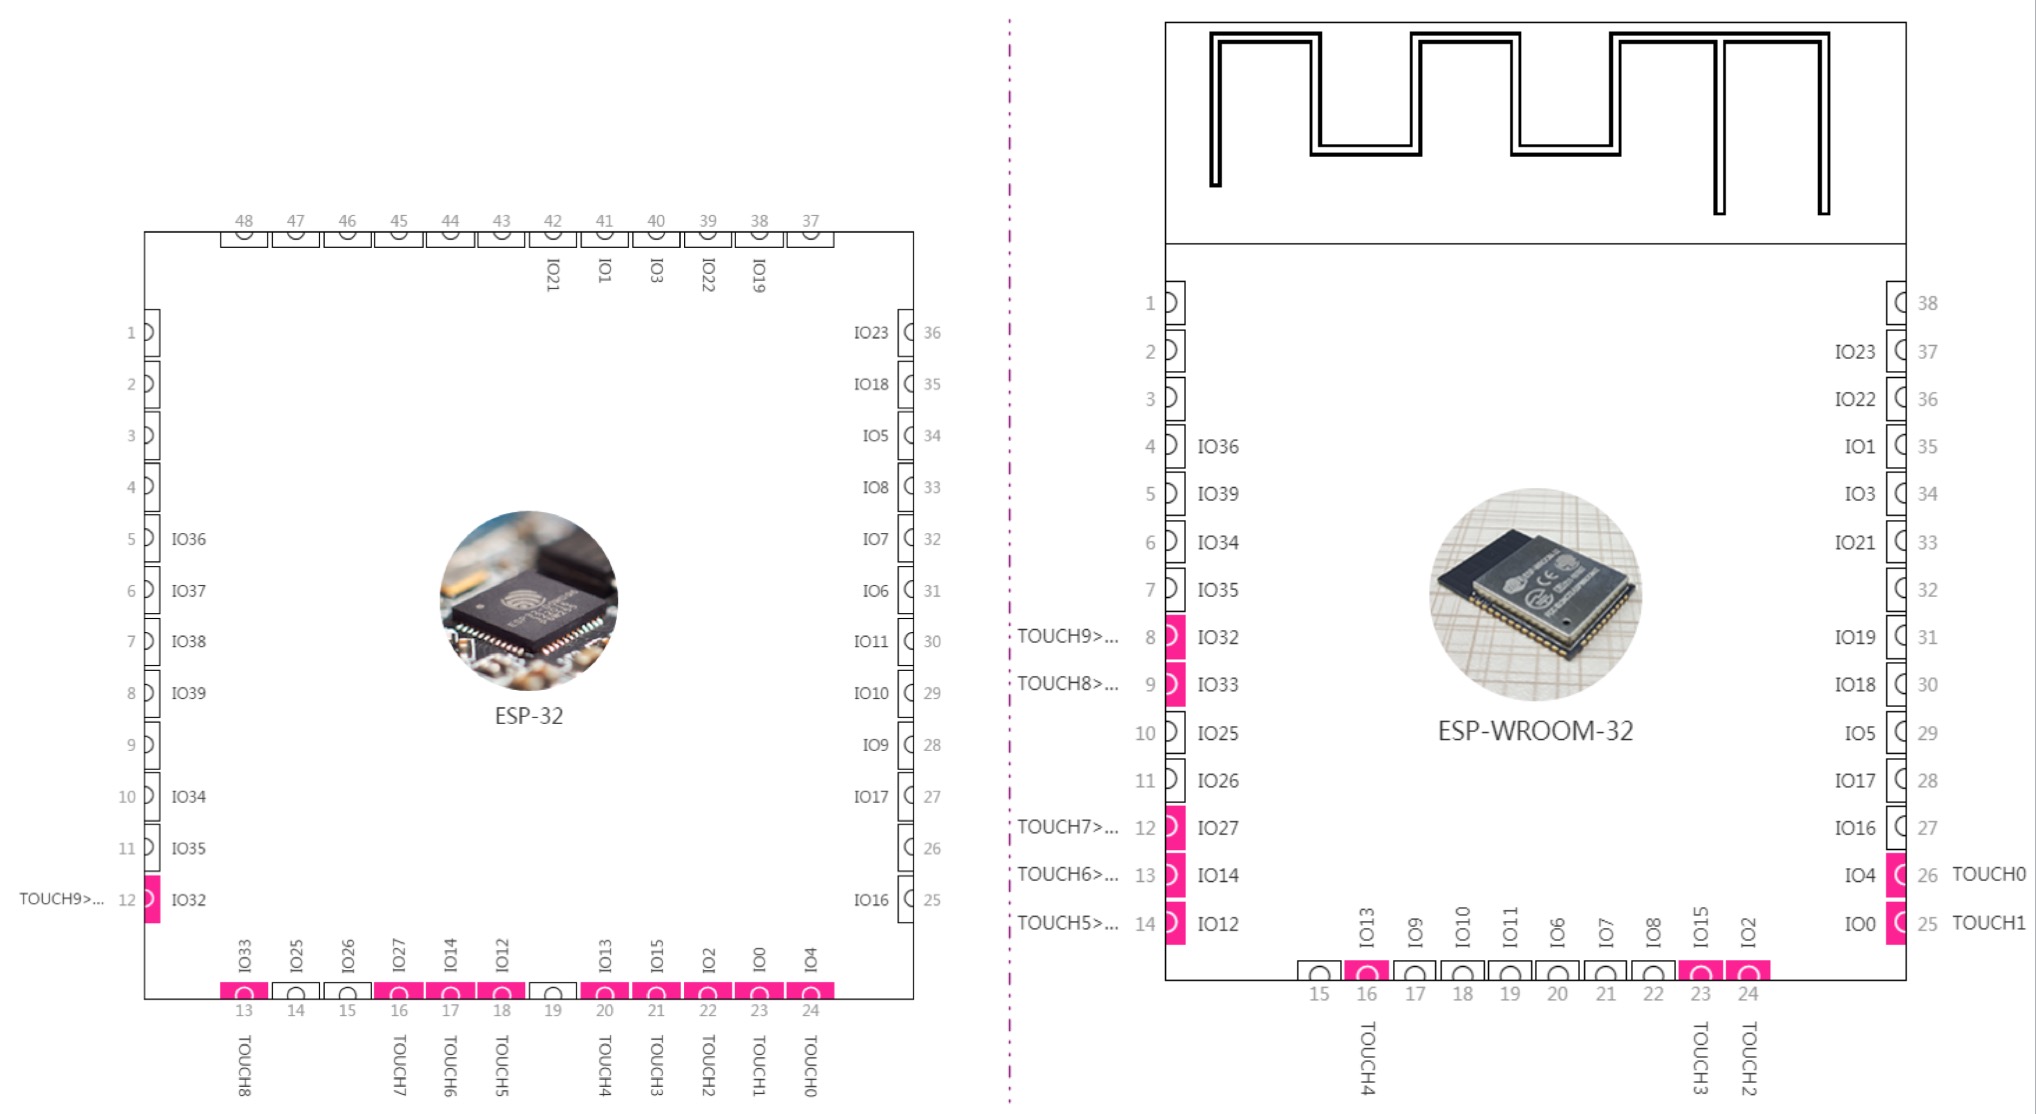 48 47 46 45 44 43 42 41 40 39 38 37
IO21 IO1 IO3 IO22 IO19
1 IO23 36
2 IO18 35
3 IO5 34
4 IO8 33
5 IO36 IO7 32
6 IO37 IO6 31
7 IO38 IO11 30
8 IO39 IO10 29
9 IO9 28
10 IO34 IO17 27
11 IO35 26
TOUCH9>... 12 IO32 IO16 25
ESP-32
IO33 IO25 IO26 IO27 IO14 IO12 IO13 IO15 IO2 IO0 IO4
13 14 15 16 17 18 19 20 21 22 23 24
TOUCH8 TOUCH7 TOUCH6 TOUCH5 TOUCH4 TOUCH3 TOUCH2 TOUCH1 TOUCH0
1 38
2 IO23 37
3 IO22 36
4 IO36 IO1 35
5 IO39 IO3 34
6 IO34 IO21 33
7 IO35 32
TOUCH9>... 8 IO32 IO19 31
TOUCH8>... 9 IO33 IO18 30
ESP-WROOM-32
10 IO25 IO5 29
11 IO26 IO17 28
TOUCH7>... 12 IO27 IO16 27
TOUCH6>... 13 IO14 IO4 26 TOUCH0
TOUCH5>... 14 IO12 IO0 25 TOUCH1
IO13 IO9 IO10 IO11 IO6 IO7 IO8 IO15 IO2
15 16 17 18 19 20 21 22 23 24
TOUCH4 TOUCH3 TOUCH2